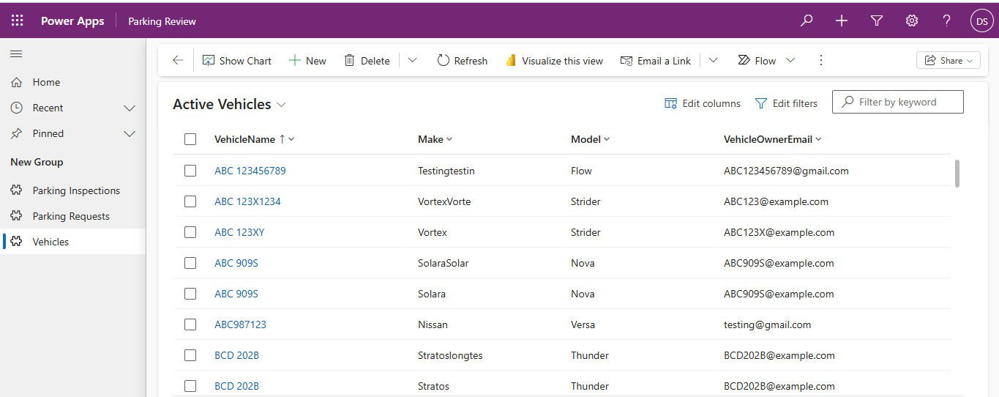 Power Apps Parking Review DS
Show Chart New Delete Refresh Visualize this view Email a Link Flow Share
Home
Recent
Pinned
New Group
Parking Inspections
Parking Requests
Vehicles
Active Vehicles Edit columns Edit filters Filter by keyword
VehicleName Make Model VehicleOwnerEmail
ABC 123456789 Testingtestin Flow ABC123456789@gmail.com
ABC 123X1234 VortexVorte Strider ABC123@example.com
ABC 123XY Vortex Strider ABC123X@example.com
ABC 909S SolaraSolar Nova ABC909S@example.com
ABC 909S Solara Nova ABC909S@example.com
ABC987123 Nissan Versa testing@gmail.com
BCD 202B Stratoslongtes Thunder BCD202B@example.com
BCD 202B Stratos Thunder BCD202B@example.com